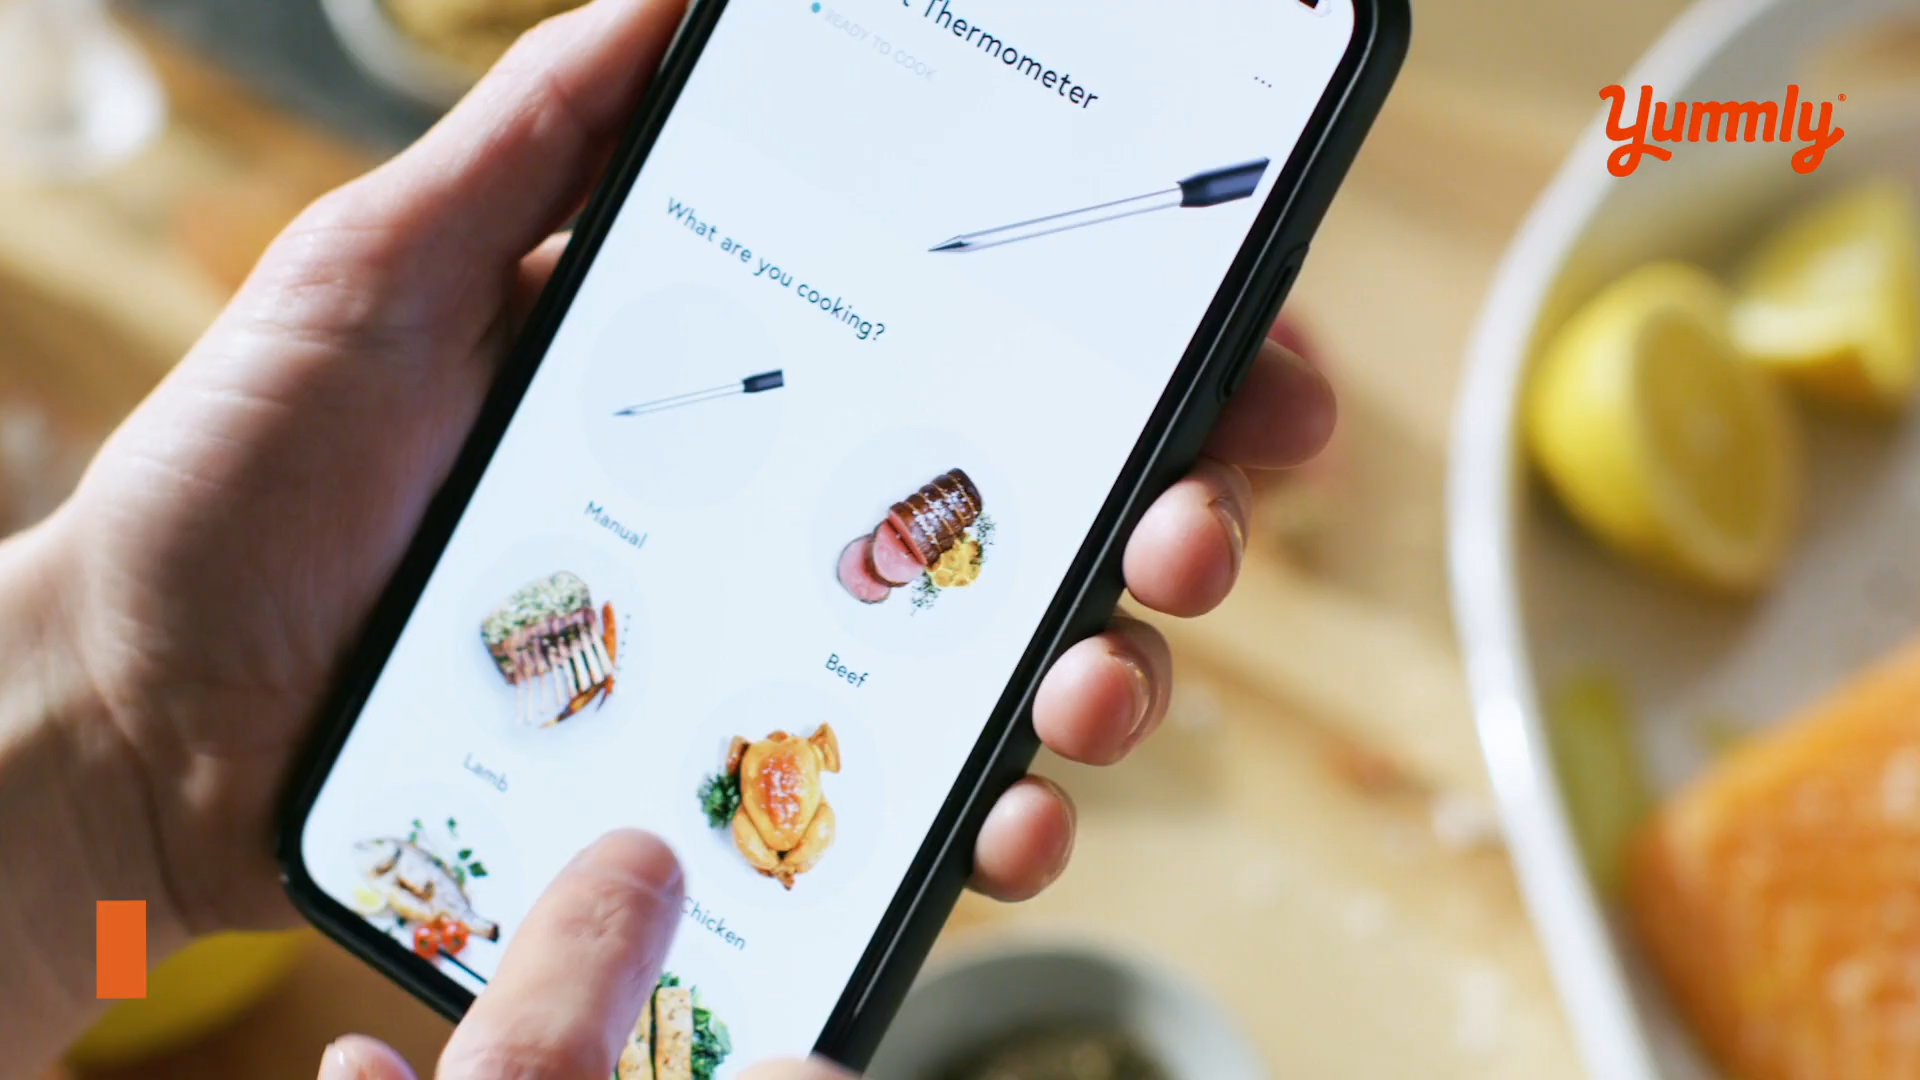 Thermometer
READY TO COOK
Yummly®
What are you cooking?
Manual
Beef
Lamb
Chicken